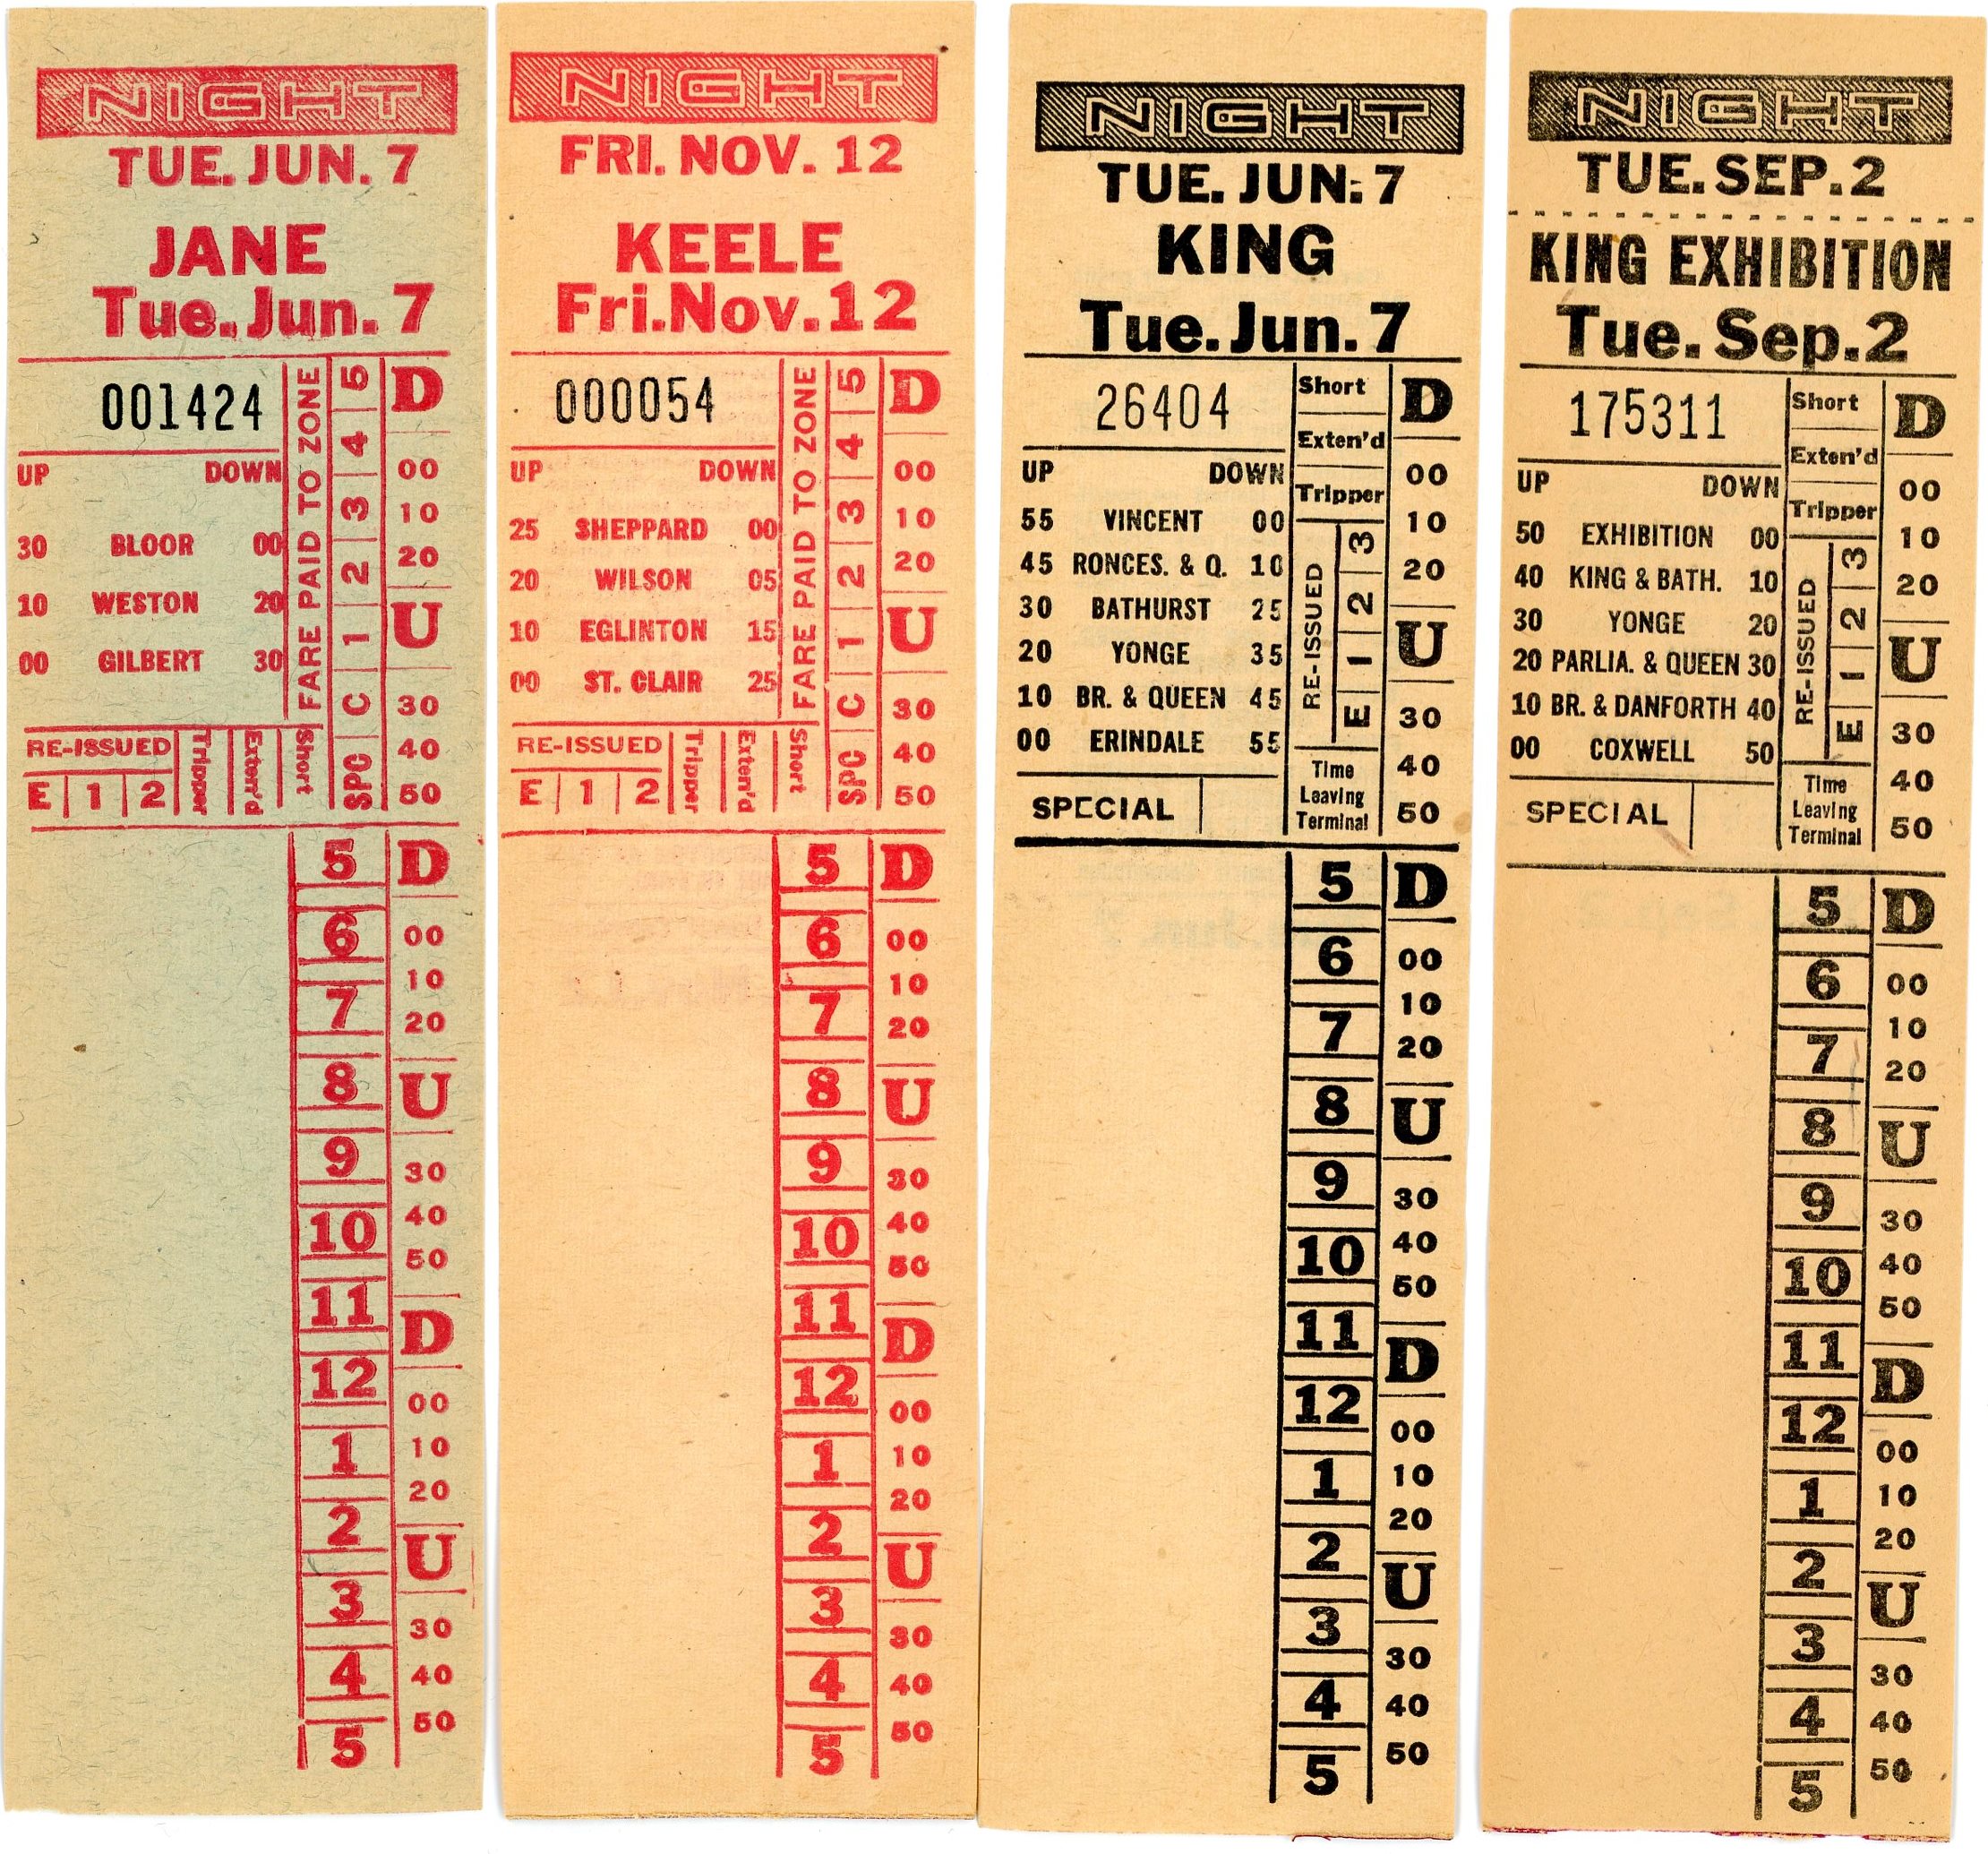 NIGHT
TUE. JUN. 7
JANE
Tue. Jun. 7
001424
UP DOWN
30 BLOOR 00
10 WESTON 20
00 GILBERT 30
FARE PAID TO ZONE
SPC C 1 2 3 4 5
RE-ISSUED
E 1 2
Tripper
Exten'd
Short
D
00
10
20
U
30
40
50
5
6
7
8
9
10
11
12
1
2
3
4
5
D
00
10
20
U
30
40
50
D
00
10
20
U
30
40
50
NIGHT
FRI. NOV. 12
KEELE
Fri. Nov. 12
000054
UP DOWN
25 SHEPPARD 00
20 WILSON 05
10 EGLINTON 15
00 ST. CLAIR 25
FARE PAID TO ZONE
SPC C 1 2 3 4 5
RE-ISSUED
E 1 2
Tripper
Exten'd
Short
D
00
10
20
U
30
40
50
5
6
7
8
9
10
11
12
1
2
3
4
5
D
00
10
20
U
30
40
50
D
00
10
20
U
30
40
50
NIGHT
TUE. JUN. 7
KING
Tue. Jun. 7
26404
UP DOWN
55 VINCENT 00
45 RONCES. & Q. 10
30 BATHURST 25
20 YONGE 35
10 BR. & QUEEN 45
00 ERINDALE 55
SPECIAL
Short
Exten'd
Tripper
RE-ISSUED
E 1 2 3
Time
Leaving
Terminal
D
00
10
20
U
30
40
50
5
6
7
8
9
10
11
12
1
2
3
4
5
D
00
10
20
U
30
40
50
D
00
10
20
U
30
40
50
NIGHT
TUE. SEP. 2
KING EXHIBITION
Tue. Sep. 2
175311
UP DOWN
50 EXHIBITION 00
40 KING & BATH. 10
30 YONGE 20
20 PARLIA. & QUEEN 30
10 BR. & DANFORTH 40
00 COXWELL 50
SPECIAL
Short
Exten'd
Tripper
RE-ISSUED
E 1 2 3
Time
Leaving
Terminal
D
00
10
20
U
30
40
50
5
6
7
8
9
10
11
12
1
2
3
4
5
D
00
10
20
U
30
40
50
D
00
10
20
U
30
40
50